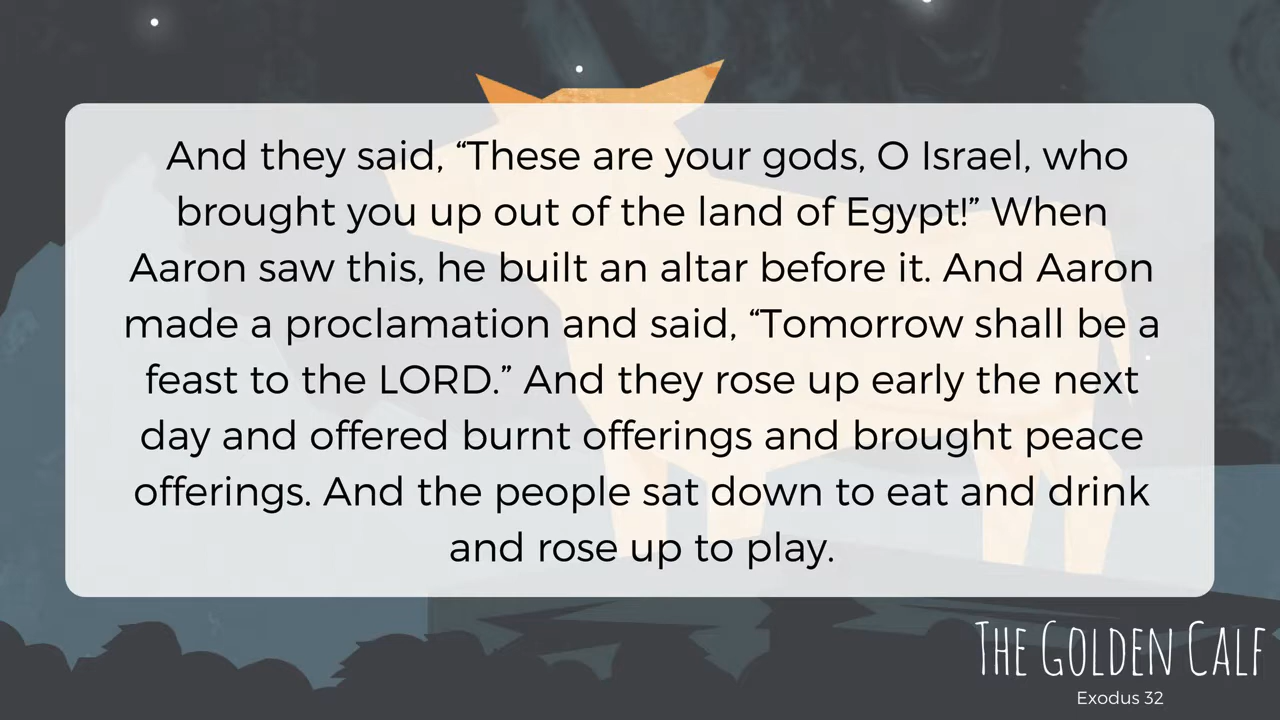 And they said, “These are your gods, O Israel, who
brought you up out of the land of Egypt!” When
Aaron saw this, he built an altar before it. And Aaron
made a proclamation and said, “Tomorrow shall be a
feast to the LORD.” And they rose up early the next
day and offered burnt offerings and brought peace
offerings. And the people sat down to eat and drink
and rose up to play.
The Golden Calf
Exodus 32